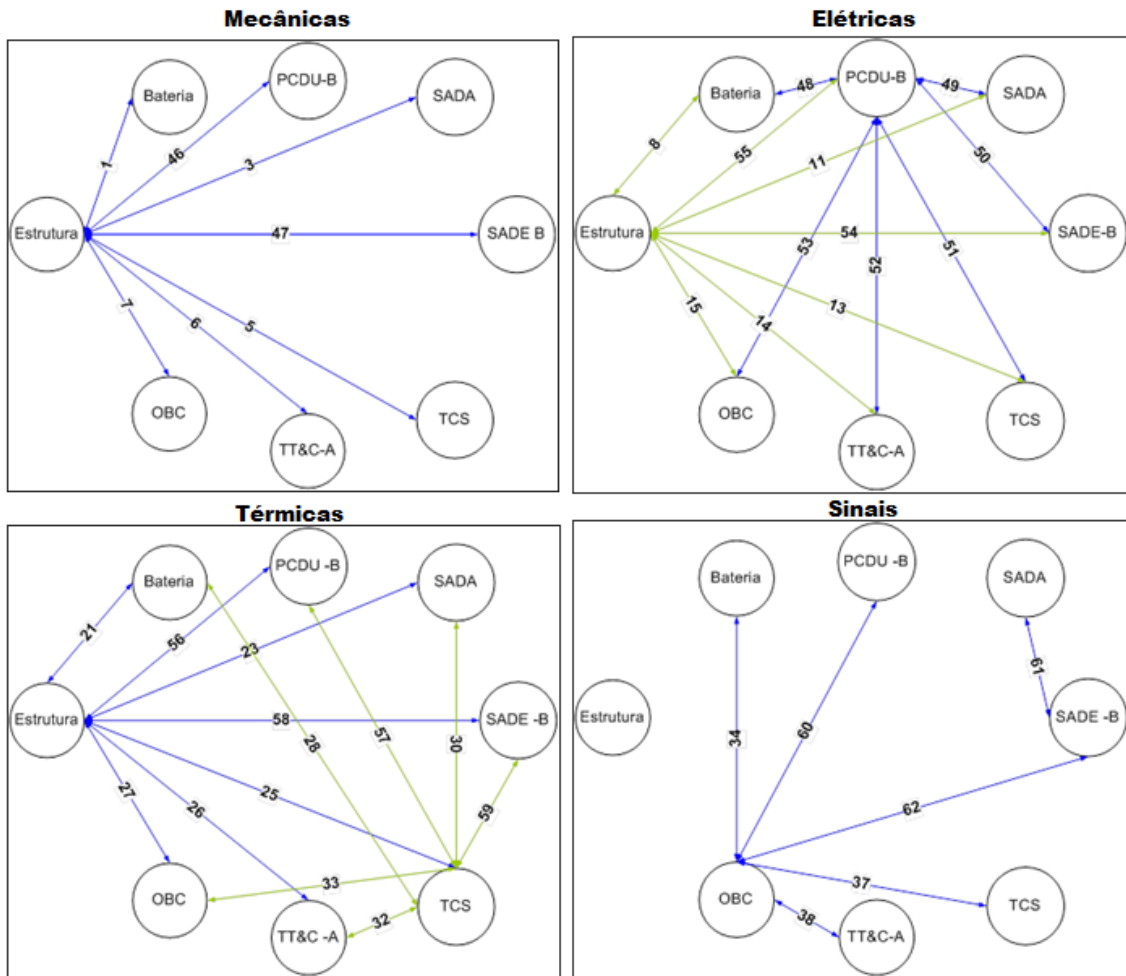 Mecânicas
PCDU-B
Bateria
SADA
1
46
3
Estrutura
47
SADE B
7
6
5
OBC
TT&C-A
TCS
Elétricas
PCDU-B
Bateria
48
49
SADA
8
55
11
50
Estrutura
54
SADE-B
53
52
51
15
14
13
OBC
TT&C-A
TCS
Térmicas
PCDU -B
Bateria
SADA
21
56
23
Estrutura
58
SADE -B
28
57
30
27
26
25
59
33
OBC
32
TCS
TT&C -A
Sinais
PCDU -B
Bateria
SADA
61
Estrutura
SADE -B
34
60
62
37
OBC
38
TCS
TT&C-A